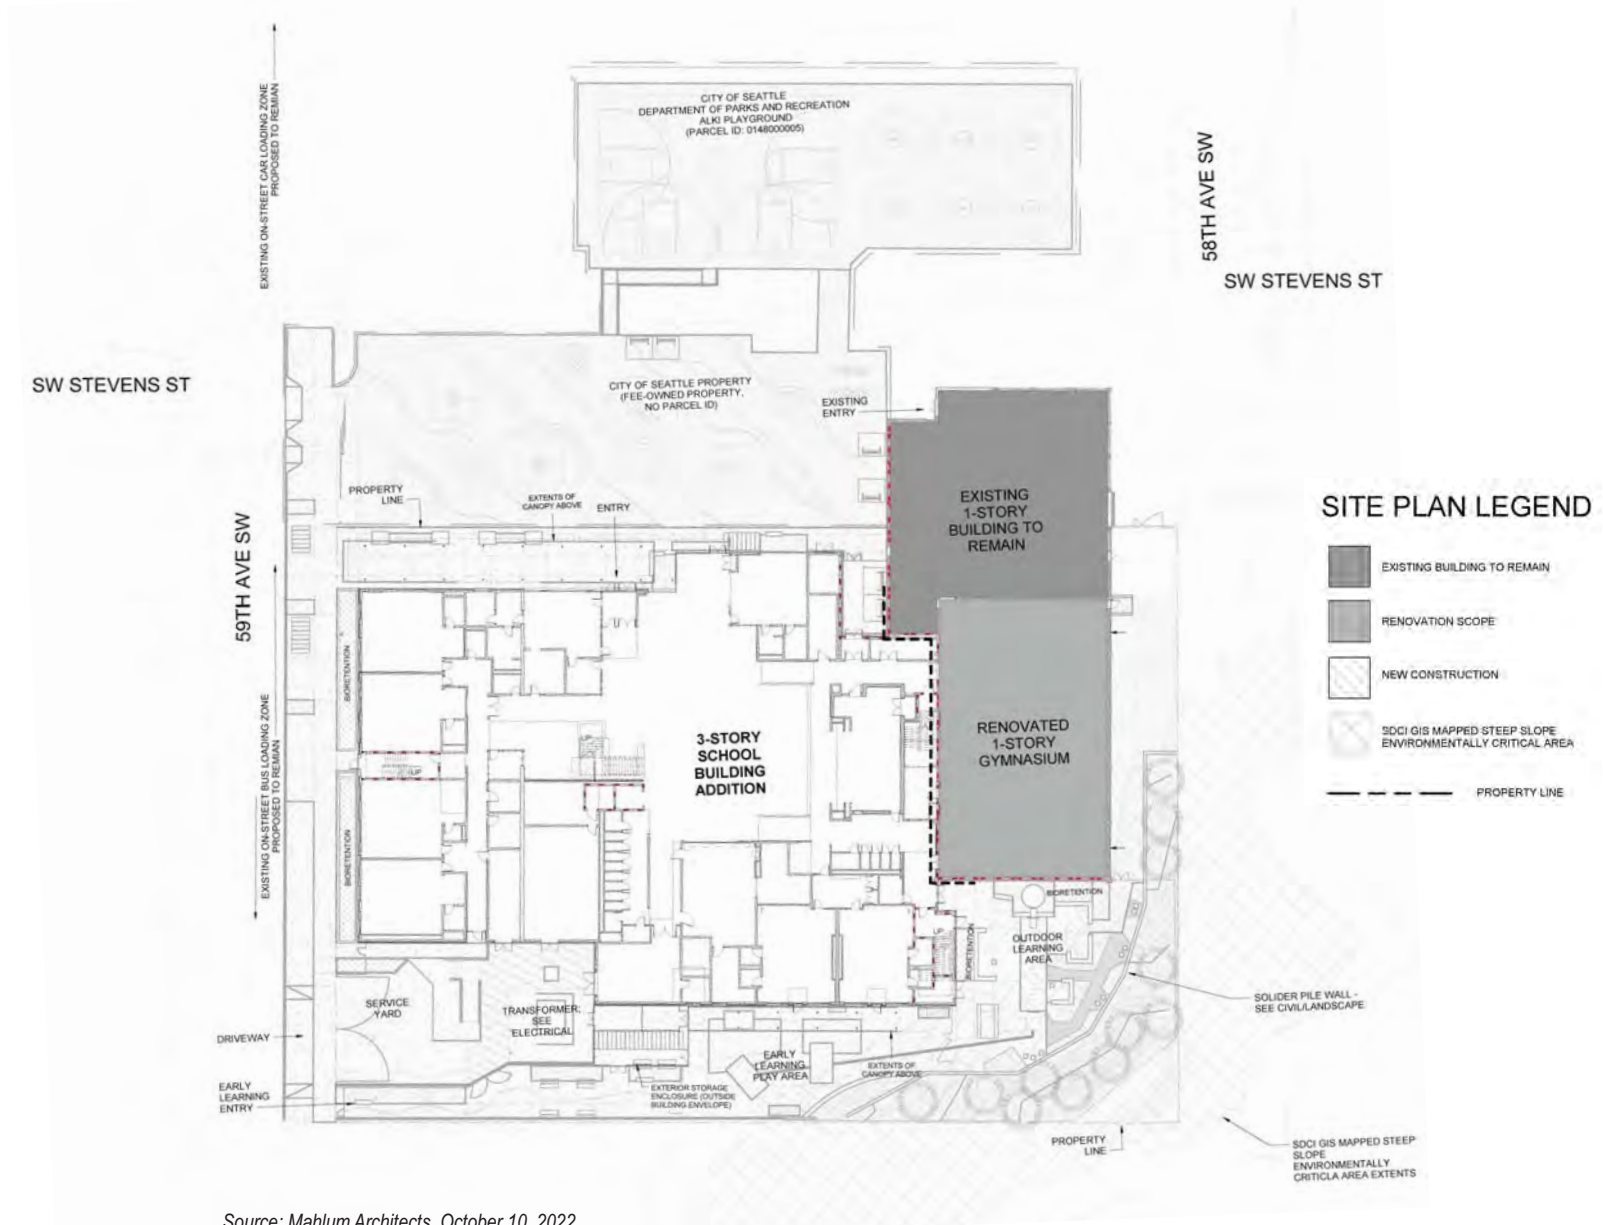 EXISTING ON-STREET CAR LOADING ZONE
PROPOSED TO REMIAN
CITY OF SEATTLE
DEPARTMENT OF PARKS AND RECREATION
ALKI PLAYGROUND
(PARCEL ID: 0148000005)
58TH AVE SW
SW STEVENS ST
SW STEVENS ST
CITY OF SEATTLE PROPERTY
(FEE-OWNED PROPERTY,
NO PARCEL ID)
EXISTING
ENTRY
PROPERTY
LINE
EXTENTS OF
CANOPY ABOVE
ENTRY
EXISTING
1-STORY
BUILDING TO
REMAIN
SITE PLAN LEGEND
EXISTING BUILDING TO REMAIN
RENOVATION SCOPE
NEW CONSTRUCTION
SDCI GIS MAPPED STEEP SLOPE
ENVIRONMENTALLY CRITICAL AREA
PROPERTY LINE
59TH AVE SW
EXISTING ON-STREET BUS LOADING ZONE
PROPOSED TO REMIAN
BIORETENTION
BIORETENTION
UP
UP
3-STORY
SCHOOL
BUILDING
ADDITION
RENOVATED
1-STORY
GYMNASIUM
BIORETENTION
UP
BIORETENTION
OUTDOOR
LEARNING
AREA
SERVICE
YARD
TRANSFORMER;
SEE
ELECTRICAL
SOLIDER PILE WALL -
SEE CIVIL/LANDSCAPE
DRIVEWAY
EARLY
LEARNING
PLAY AREA
EXTENTS OF
CANOPY ABOVE
EARLY
LEARNING
ENTRY
EXTERIOR STORAGE
ENCLOSURE (OUTSIDE
BUILDING ENVELOPE)
PROPERTY
LINE
SDCI GIS MAPPED STEEP
SLOPE
ENVIRONMENTALLY
CRITICLA AREA EXTENTS
Source: Mahlum Architects, October 10, 2022